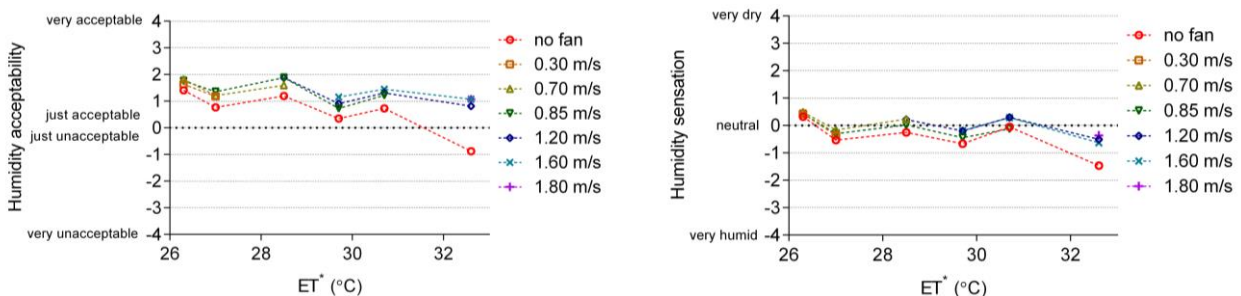 very acceptable
4
3
2
1
just acceptable
0
just unacceptable
-1
-2
-3
very unacceptable
-4
26
28
30
32
Humidity acceptability
ET* (°C)
no fan
0.30 m/s
0.70 m/s
0.85 m/s
1.20 m/s
1.60 m/s
1.80 m/s
very dry
4
3
2
1
neutral
0
-1
-2
-3
very humid
-4
26
28
30
32
Humidity sensation
ET* (°C)
no fan
0.30 m/s
0.70 m/s
0.85 m/s
1.20 m/s
1.60 m/s
1.80 m/s